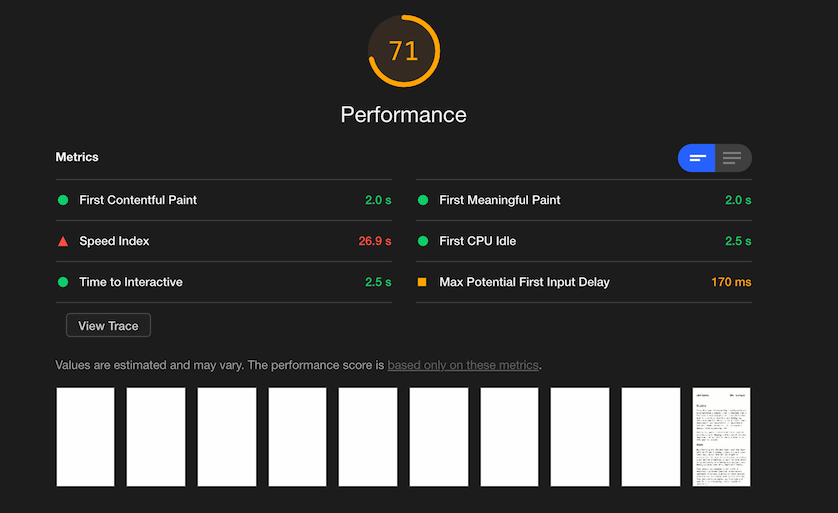 71
Performance
Metrics
First Contentful Paint 2.0 s
First Meaningful Paint 2.0 s
Speed Index 26.9 s
First CPU Idle 2.5 s
Time to Interactive 2.5 s
Max Potential First Input Delay 170 ms
View Trace
Values are estimated and may vary. The performance score is based only on these metrics.